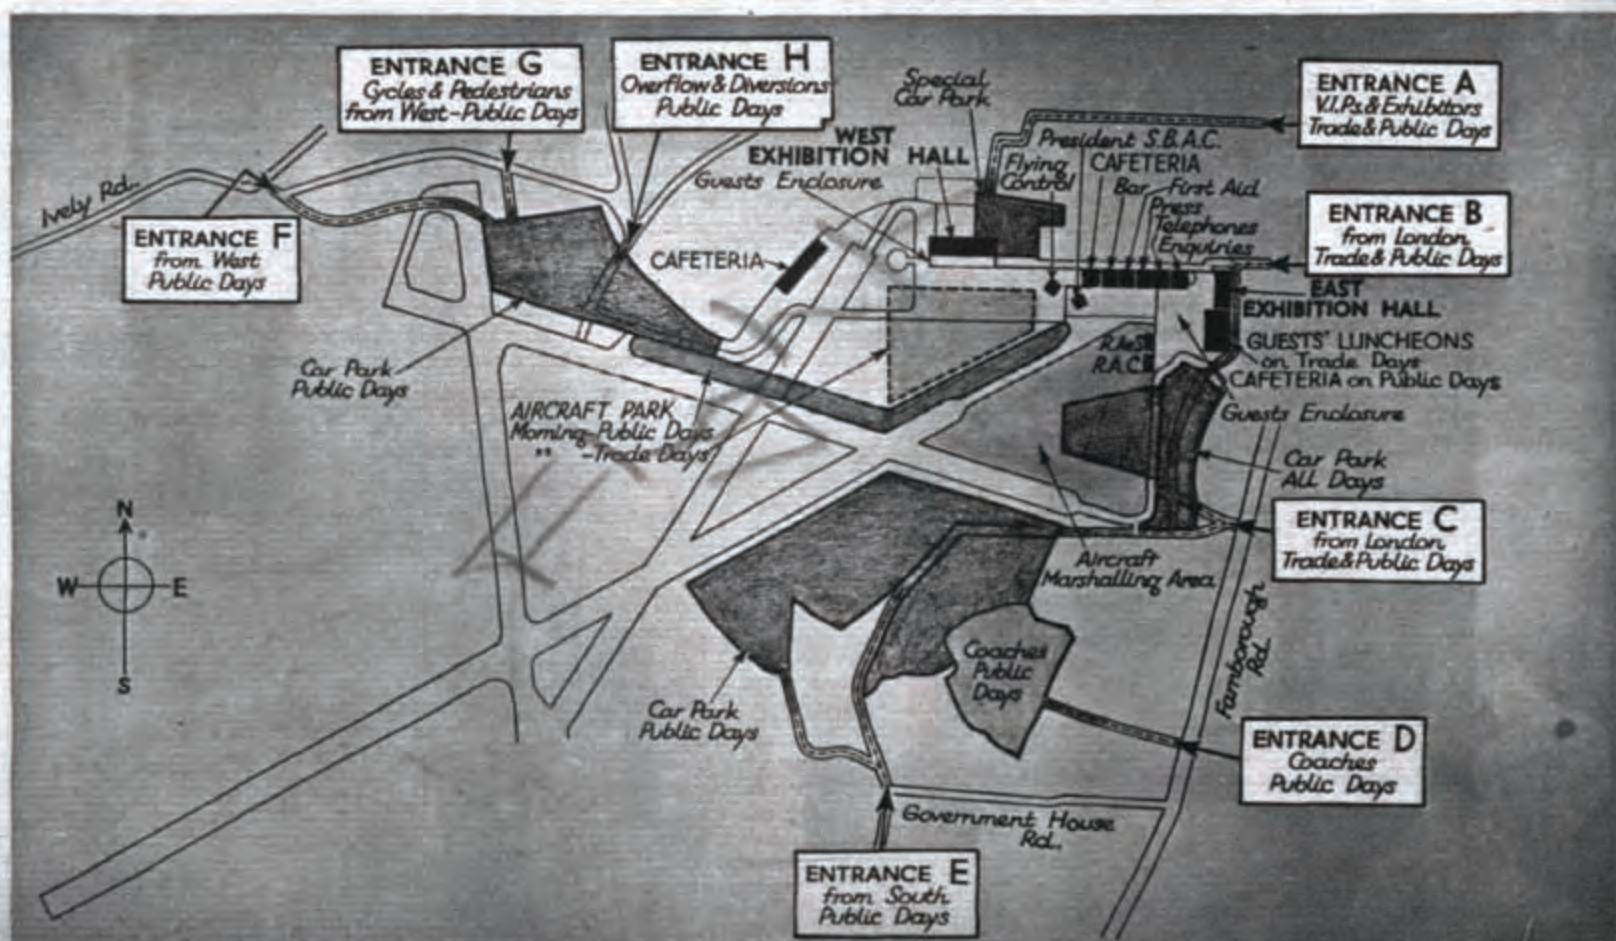 ENTRANCE G
Cycles & Pedestrians
from West-Public Days
ENTRANCE H
Overflow & Diversions
Public Days
Special
Car Park
ENTRANCE A
V.I.Ps & Exhibitors
Trade & Public Days
WEST
EXHIBITION HALL
Guests Enclosure
President S.B.A.C.
Flying
Control
CAFETERIA
Bar
First Aid
Press
Telephones
Enquiries
ENTRANCE B
from London
Trade & Public Days
Ively Rd.
ENTRANCE F
from West
Public Days
CAFETERIA
EAST
EXHIBITION HALL
GUESTS' LUNCHEONS
on Trade Days
CAFETERIA on Public Days
Guests Enclosure
R.Ae.S
R.A.C.
Car Park
Public Days
AIRCRAFT PARK
Morning-Public Days
" -Trade Days
Car Park
ALL Days
ENTRANCE C
from London
Trade & Public Days
Aircraft
Marshalling Area
N
W
E
S
Coaches
Public
Days
Farnborough
Rd.
Car Park
Public Days
ENTRANCE D
Coaches
Public Days
Government House
Rd.
ENTRANCE E
from South
Public Days